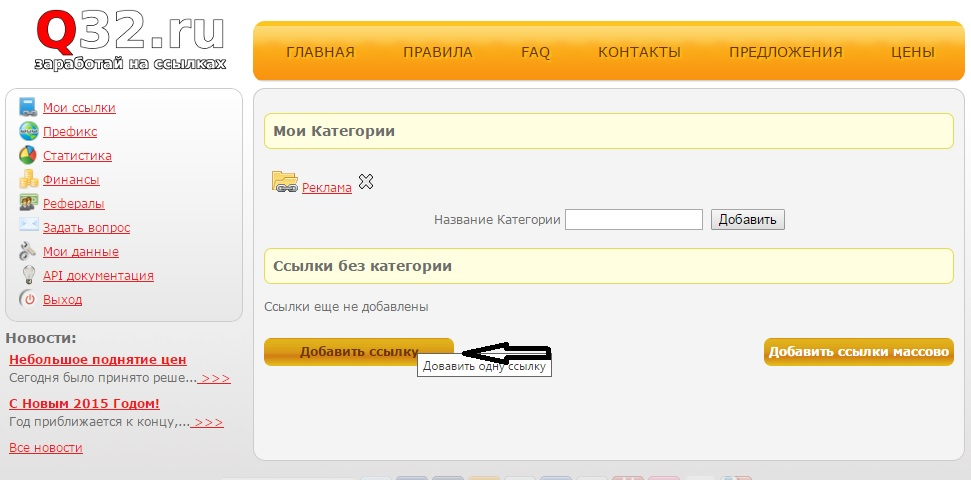 Q32.ru
заработай на ссылках
ГЛАВНАЯ ПРАВИЛА FAQ КОНТАКТЫ ПРЕДЛОЖЕНИЯ ЦЕНЫ
Мои ссылки
Префикс
Статистика
Финансы
Рефералы
Задать вопрос
Мои данные
API документация
Выход
Новости:
Небольшое поднятие цен
Сегодня было принято реше... >>>
С Новым 2015 Годом!
Год приближается к концу,... >>>
Все новости
Мои Категории
Реклама
Название Категории Добавить
Ссылки без категории
Ссылки еще не добавлены
Добавить ссылку Добавить ссылки массово
Довавить одну ссылку